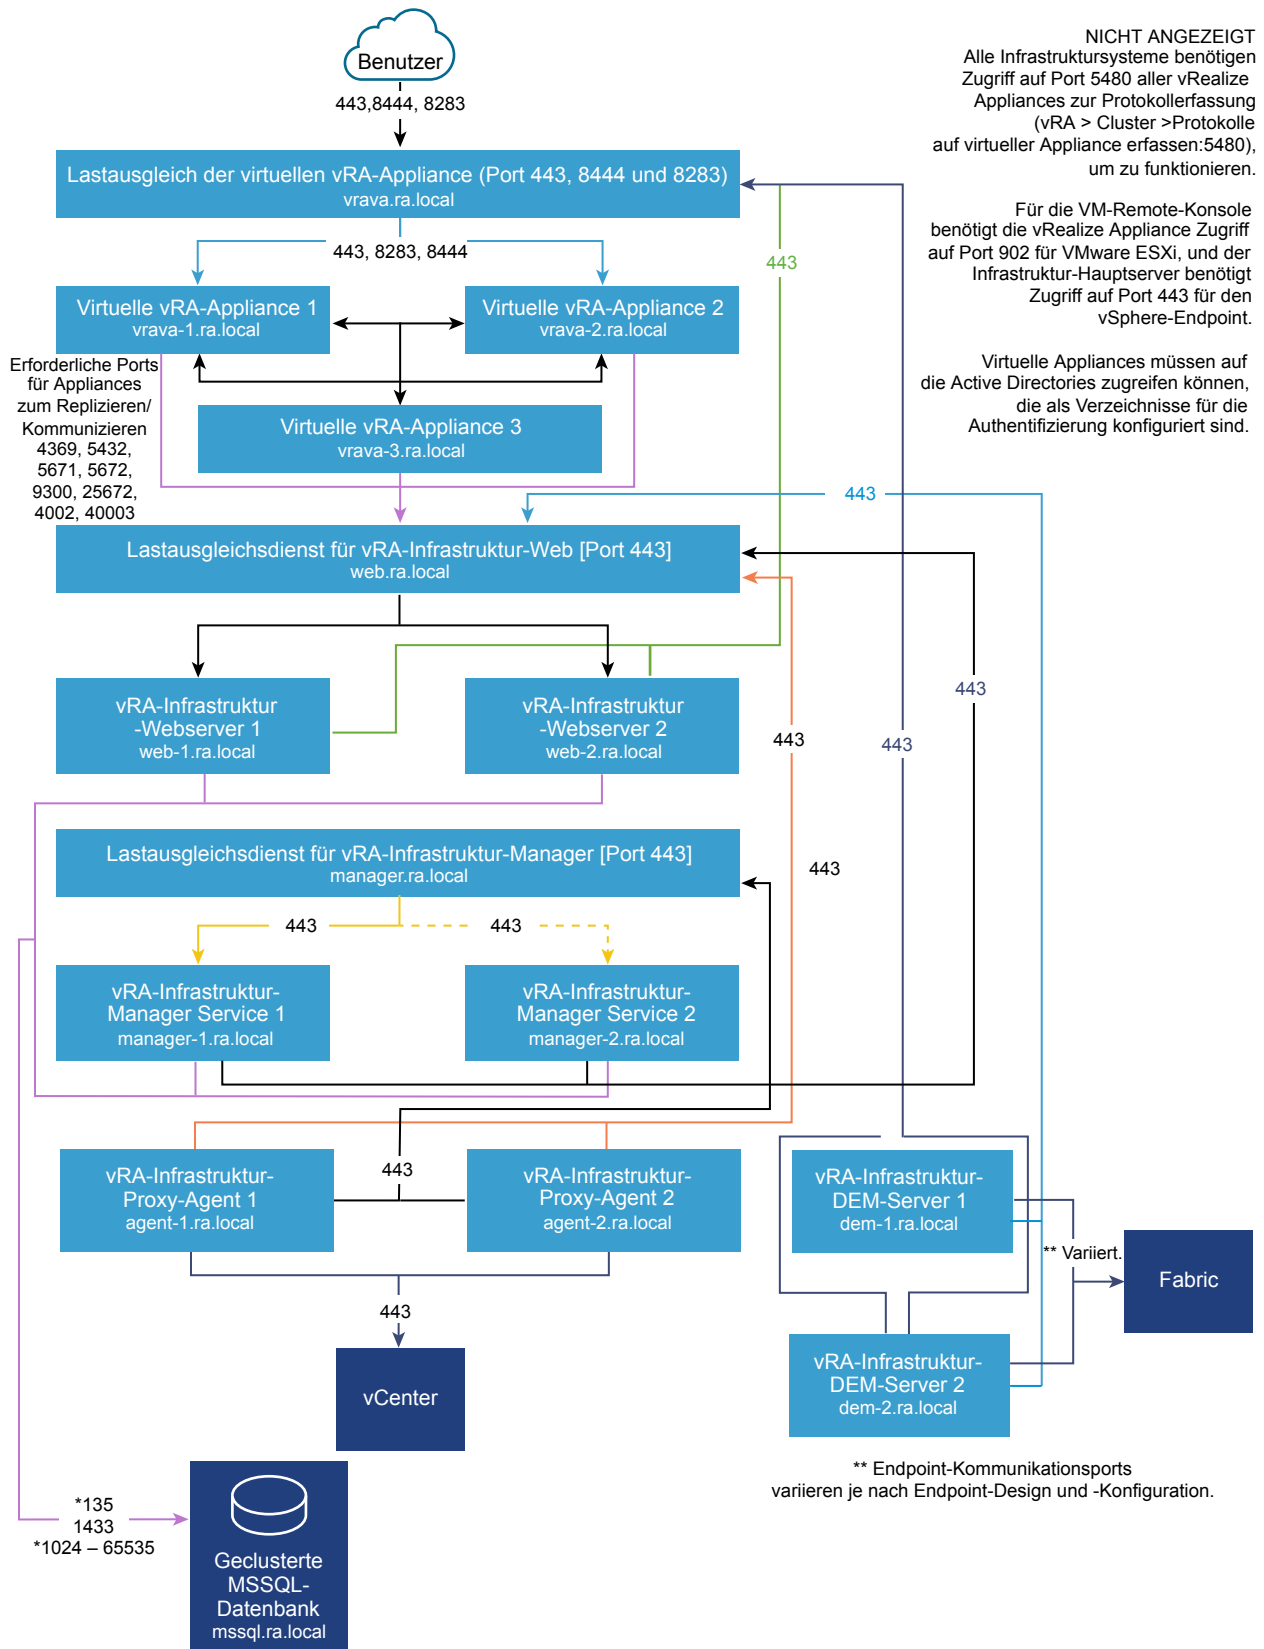 Benutzer
443,8444, 8283
NICHT ANGEZEIGT
Alle Infrastruktursysteme benötigen
Zugriff auf Port 5480 aller vRealize
Appliances zur Protokollerfassung
(vRA > Cluster >Protokolle
auf virtueller Appliance erfassen:5480),
um zu funktionieren.
Für die VM-Remote-Konsole
benötigt die vRealize Appliance Zugriff
auf Port 902 für VMware ESXi, und der
Infrastruktur-Hauptserver benötigt
Zugriff auf Port 443 für den
vSphere-Endpoint.
Virtuelle Appliances müssen auf
die Active Directories zugreifen können,
die als Verzeichnisse für die
Authentifizierung konfiguriert sind.
Lastausgleich der virtuellen vRA-Appliance (Port 443, 8444 und 8283)
vrava.ra.local
443, 8283, 8444
443
Virtuelle vRA-Appliance 1
vrava-1.ra.local
Virtuelle vRA-Appliance 2
vrava-2.ra.local
Erforderliche Ports
für Appliances
zum Replizieren/
Kommunizieren
4369, 5432,
5671, 5672,
9300, 25672,
4002, 40003
Virtuelle vRA-Appliance 3
vrava-3.ra.local
443
Lastausgleichsdienst für vRA-Infrastruktur-Web [Port 443]
web.ra.local
vRA-Infrastruktur
-Webserver 1
web-1.ra.local
vRA-Infrastruktur
-Webserver 2
web-2.ra.local
443
443
443
Lastausgleichsdienst für vRA-Infrastruktur-Manager [Port 443]
manager.ra.local
443
443
443
vRA-Infrastruktur-
Manager Service 1
manager-1.ra.local
vRA-Infrastruktur-
Manager Service 2
manager-2.ra.local
vRA-Infrastruktur-
Proxy-Agent 1
agent-1.ra.local
443
vRA-Infrastruktur-
Proxy-Agent 2
agent-2.ra.local
vRA-Infrastruktur-
DEM-Server 1
dem-1.ra.local
** Variiert.
Fabric
443
vCenter
vRA-Infrastruktur-
DEM-Server 2
dem-2.ra.local
** Endpoint-Kommunikationsports
variieren je nach Endpoint-Design und -Konfiguration.
*135
1433
*1024 – 65535
Geclusterte
MSSQL-
Datenbank
mssql.ra.local